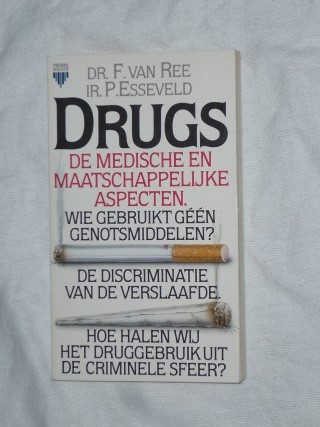 DR. F. VAN REE
IR. P. ESSEVELD
DRUGS
DE MEDISCHE EN
MAATSCHAPPELIJKE
ASPECTEN.
WIE GEBRUIKT GÉÉN
GENOTSMIDDELEN?
DE DISCRIMINATIE
VAN DE VERSLAAFDE.
HOE HALEN WIJ
HET DRUGGEBRUIK UIT
DE CRIMINELE SFEER?